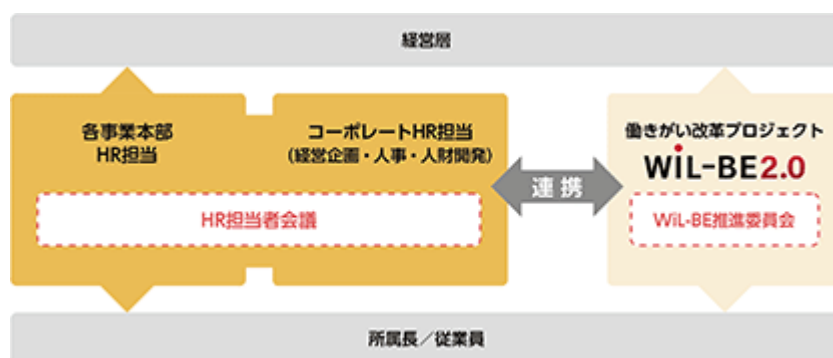 経営層
各事業本部
HR担当
コーポレートHR担当
(経営企画・人事・人財開発)
HR担当者会議
連携
働きがい改革プロジェクト
WiL-BE2.0
WiL-BE推進委員会
所属長／従業員